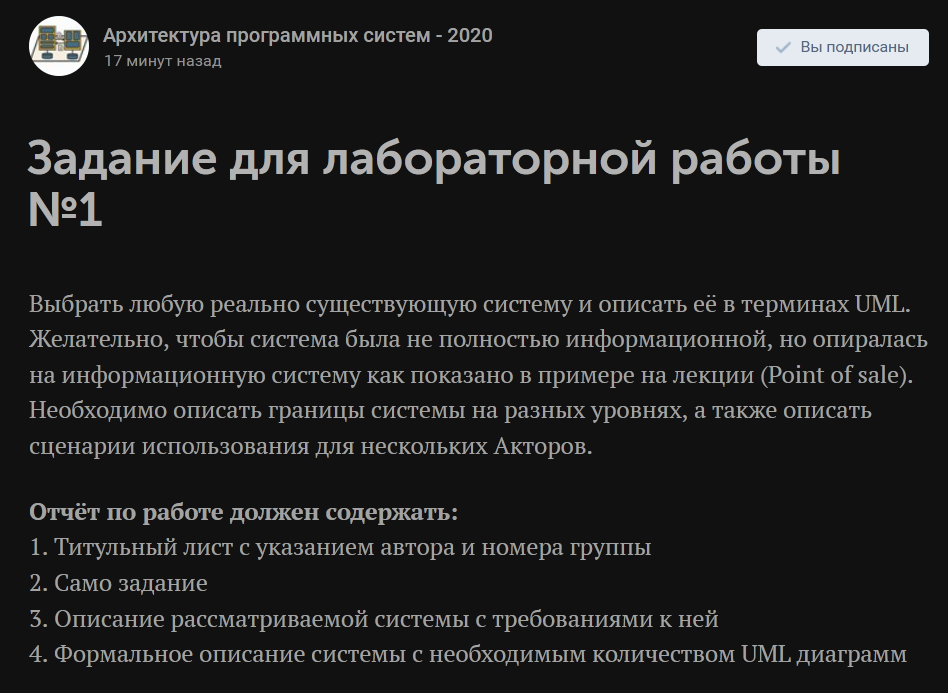 Архитектура программных систем - 2020
17 минут назад
Вы подписаны
Задание для лабораторной работы
№1
Выбрать любую реально существующую систему и описать её в терминах UML.
Желательно, чтобы система была не полностью информационной, но опиралась
на информационную систему как показано в примере на лекции (Point of sale).
Необходимо описать границы системы на разных уровнях, а также описать
сценарии использования для нескольких Акторов.
Отчёт по работе должен содержать:
1. Титульный лист с указанием автора и номера группы
2. Само задание
3. Описание рассматриваемой системы с требованиями к ней
4. Формальное описание системы с необходимым количеством UML диаграмм